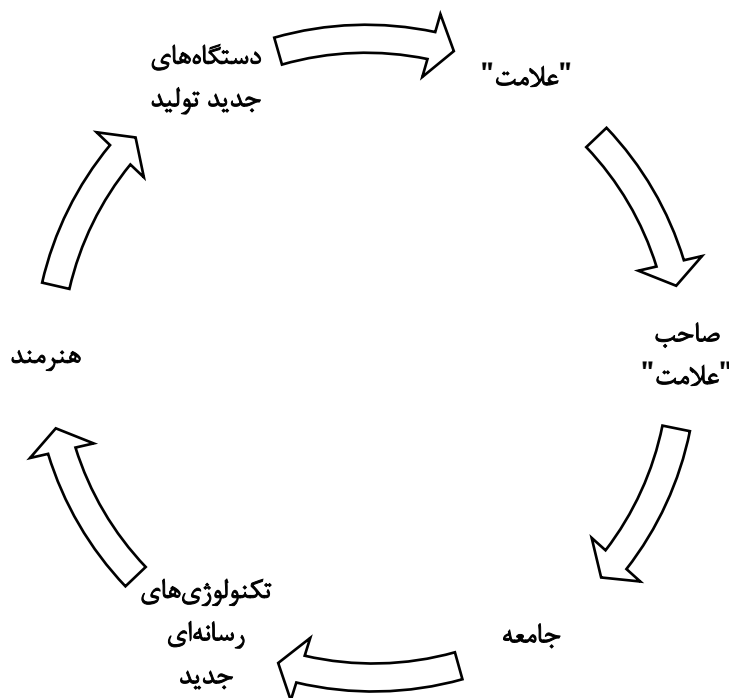 دستگاه‌های
جدید تولید
"علامت"
صاحب
"علامت"
جامعه
تکنولوژی‌های
رسانه‌ای
جدید
هنرمند